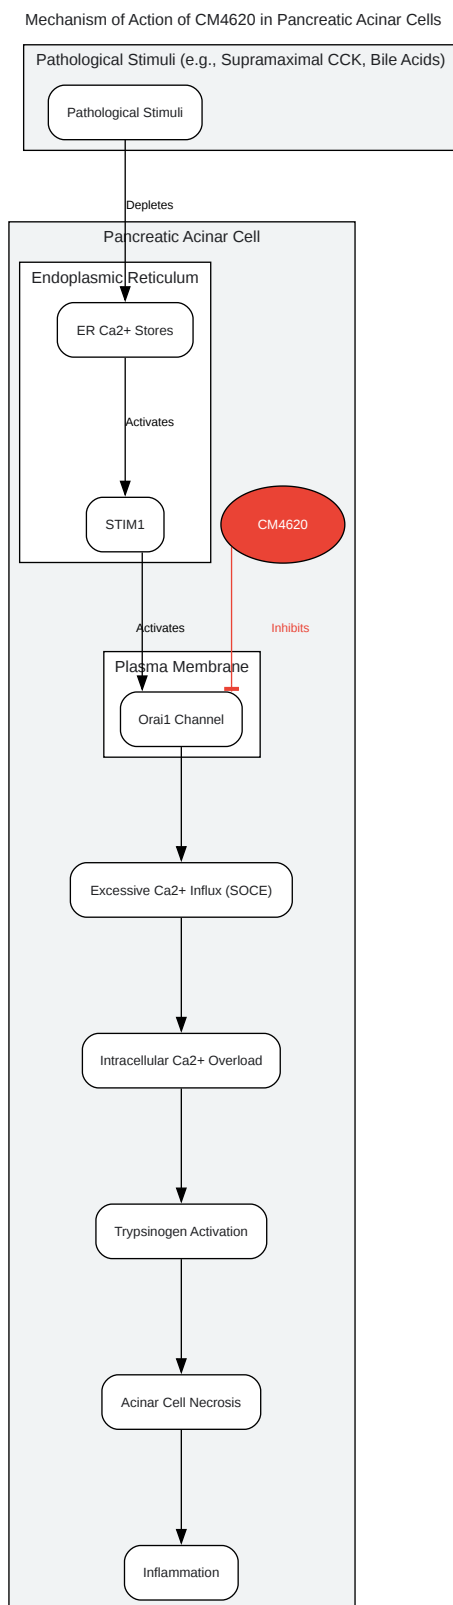 Mechanism of Action of CM4620 in Pancreatic Acinar Cells
Pathological Stimuli (e.g., Supramaximal CCK, Bile Acids)
Pathological Stimuli
Depletes
Pancreatic Acinar Cell
Endoplasmic Reticulum
ER Ca2+ Stores
Activates
STIM1
CM4620
Activates
Inhibits
Plasma Membrane
Orai1 Channel
Excessive Ca2+ Influx (SOCE)
Intracellular Ca2+ Overload
Trypsinogen Activation
Acinar Cell Necrosis
Inflammation